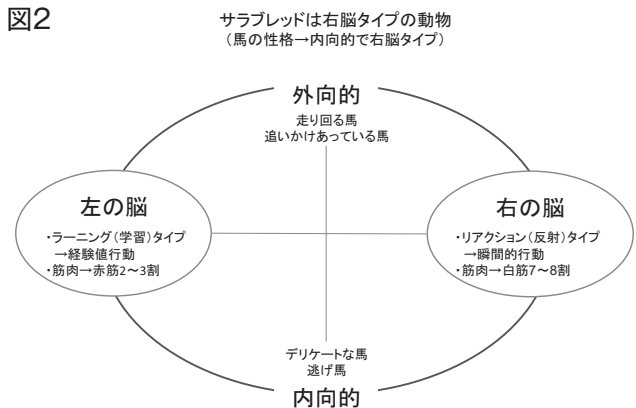 図2
サラブレッドは右脳タイプの動物
（馬の性格→内向的で右脳タイプ）
外向的
走り回る馬
追いかけあっている馬
左の脳
・ラーニング（学習）タイプ
→経験値行動
・筋肉→赤筋2〜3割
右の脳
・リアクション（反射）タイプ
→瞬間的行動
・筋肉→白筋7〜8割
デリケートな馬
逃げ馬
内向的